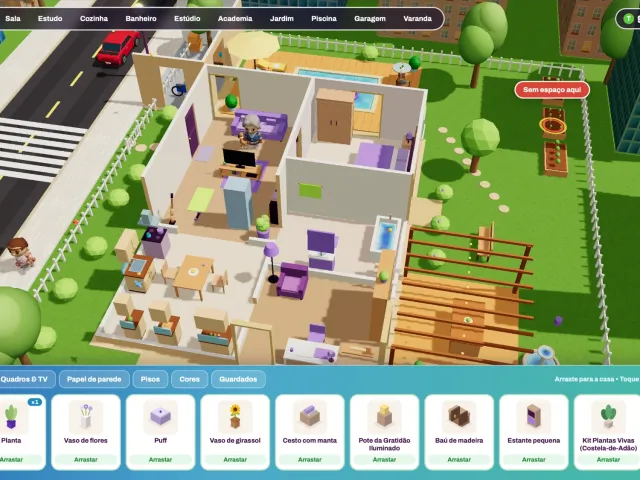 Sala Estudo Cozinha Banheiro Estúdio Academia Jardim Piscina Garagem Varanda
Sem espaço aqui
Quadros & TV Papel de parede Pisos Cores Guardados
Arraste para a casa • Toque
x1
Planta Vaso de flores Puff Vaso de girassol Cesto com manta Pote da Gratidão Baú de madeira Estante pequena Kit Plantas Vivas
Iluminado (Costela-de-Adão)
Arrastar Arrastar Arrastar Arrastar Arrastar Arrastar Arrastar Arrastar Arrastar